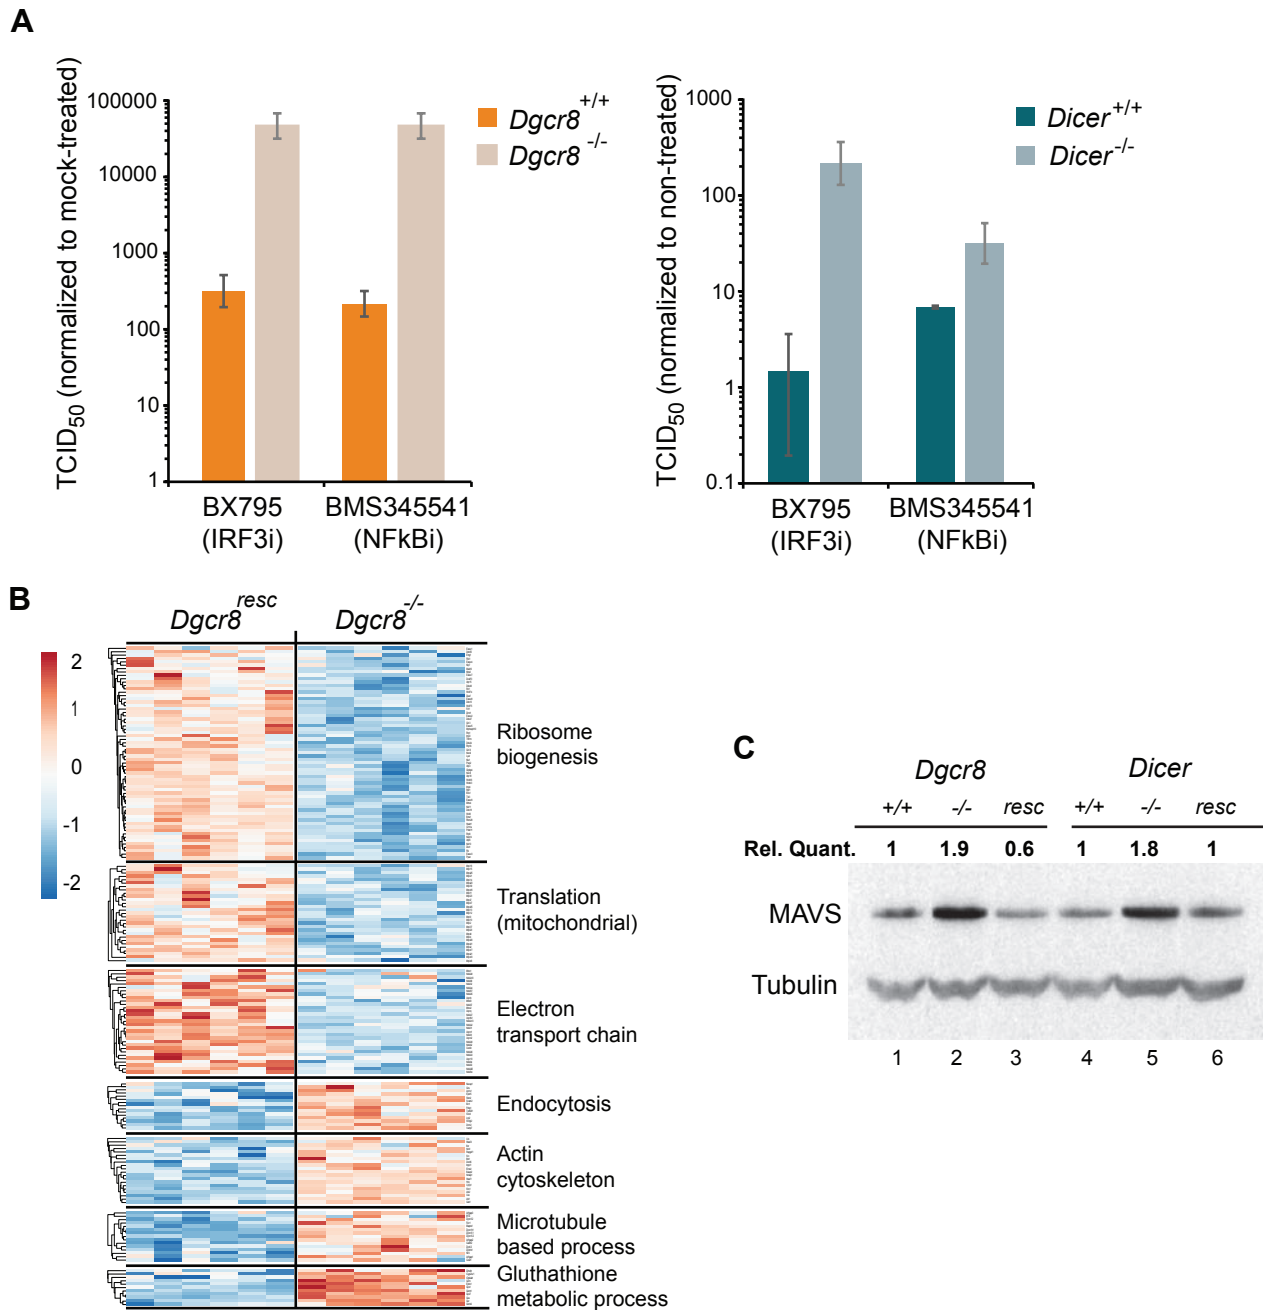 A
TCID50 (normalized to mock-treated)
100000
10000
1000
100
10
1
BX795
(IRF3i)
BMS345541
(NFkBi)
Dgcr8+/+
Dgcr8-/-
TCID50 (normalized to non-treated)
1000
100
10
1
0.1
BX795
(IRF3i)
BMS345541
(NFkBi)
Dicer+/+
Dicer-/-
B
Dgcr8resc
Dgcr8-/-
2
1
0
-1
-2
Ribosome
biogenesis
Translation
(mitochondrial)
Electron
transport chain
Endocytosis
Actin
cytoskeleton
Microtubule
based process
Gluthathione
metabolic process
C
Dgcr8 Dicer
+/+ -/- resc +/+ -/- resc
Rel. Quant. 1 1.9 0.6 1 1.8 1
MAVS
Tubulin
1 2 3 4 5 6